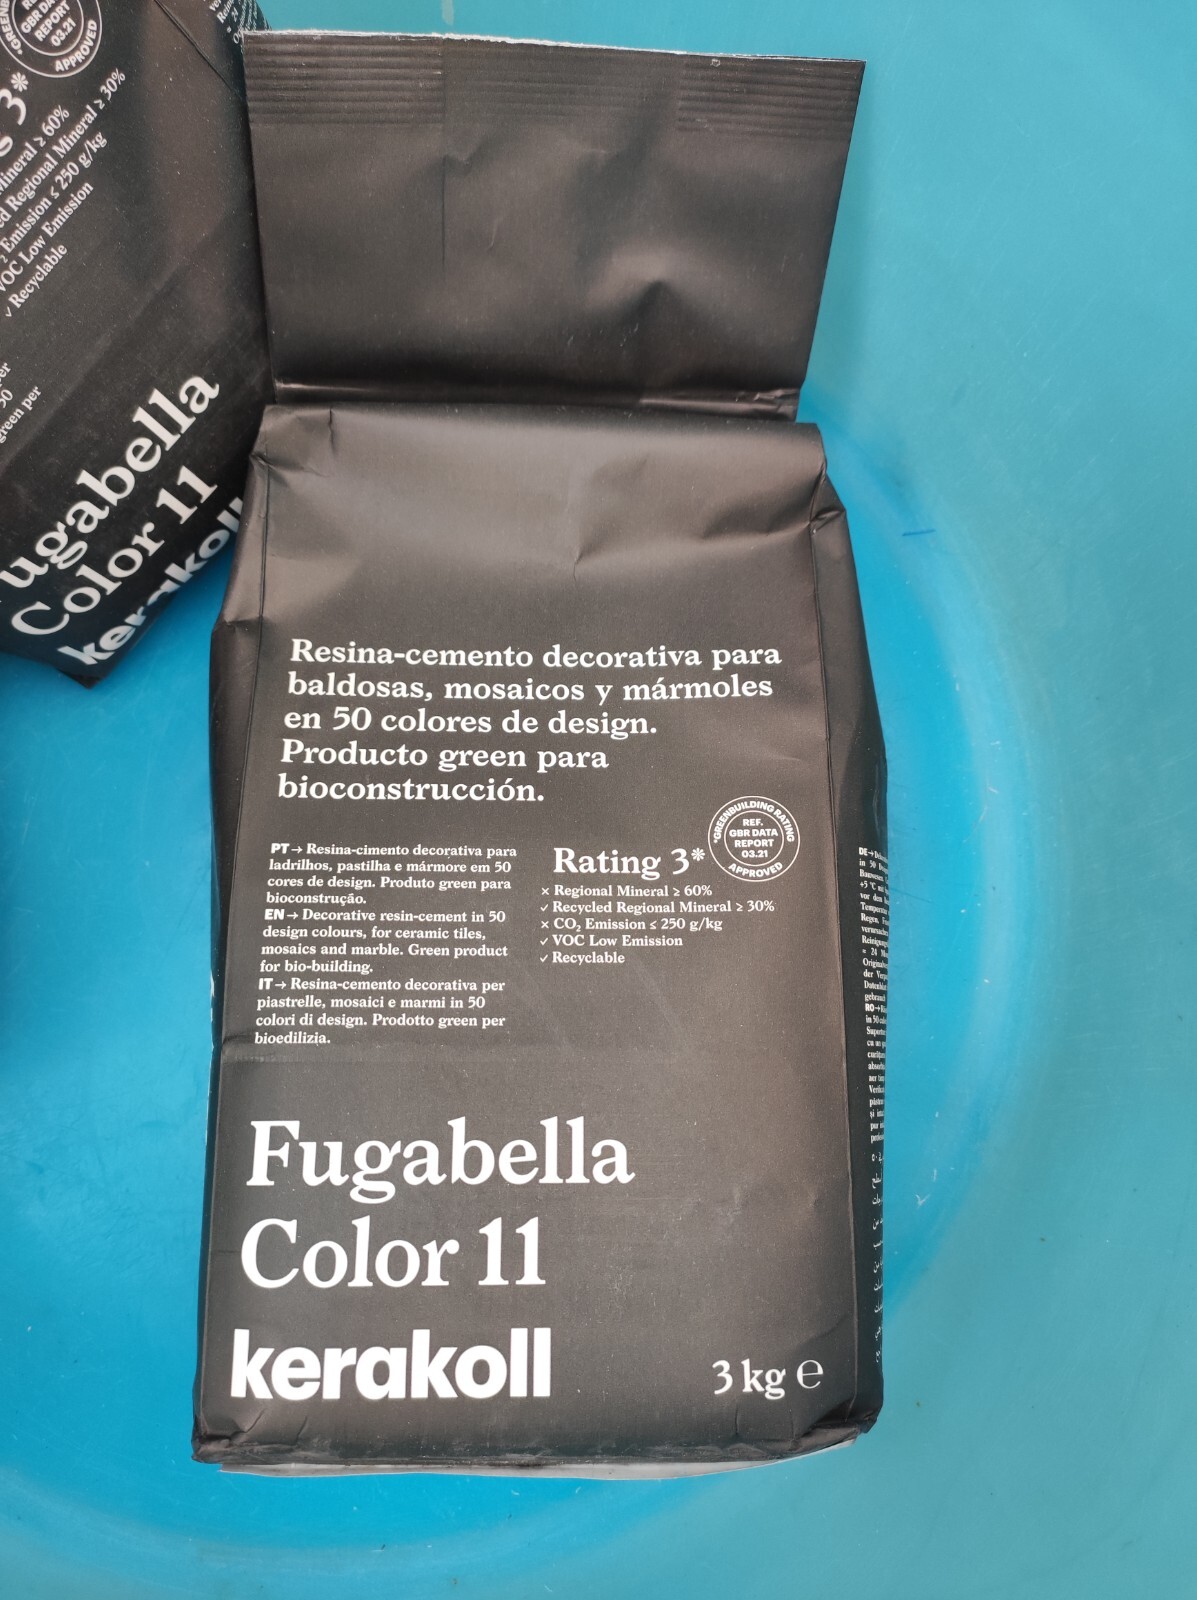 REPORT
03.21
APPROVED
3*
Mineral ≥ 60%
Regional Mineral ≥ 30%
Emission ≤ 250 g/kg
VOC Low Emission
✓ Recyclable
50
green per
Color 11
kerakoll
Resina-cemento decorativa para
baldosas, mosaicos y mármoles
en 50 colores de design.
Producto green para
bioconstrucción.
PT → Resina-cimento decorativa para
ladrilhos, pastilha e mármore em 50
cores de design. Produto green para
bioconstrução.
EN → Decorative resin-cement in 50
design colours, for ceramic tiles,
mosaics and marble. Green product
for bio-building.
IT → Resina-cemento decorativa per
piastrelle, mosaici e marmi in 50
colori di design. Prodotto green per
bioedilizia.
*GREENBUILDING RATING
REF.
GBR DATA
REPORT
03.21
APPROVED
Rating 3*
× Regional Mineral ≥ 60%
✓ Recycled Regional Mineral ≥ 30%
× CO₂ Emission ≤ 250 g/kg
✓ VOC Low Emission
✓ Recyclable
Fugabella
Color 11
kerakoll
3 kg ℮